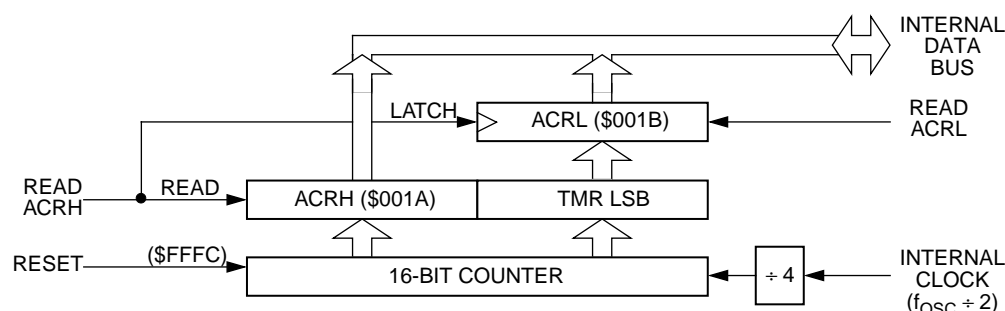 INTERNAL
DATA
BUS
LATCH
ACRL ($001B)
READ
ACRL
READ
ACRH
READ
ACRH ($001A)
TMR LSB
RESET
($FFFC)
16-BIT COUNTER
÷ 4
INTERNAL
CLOCK
(fOSC ÷ 2)